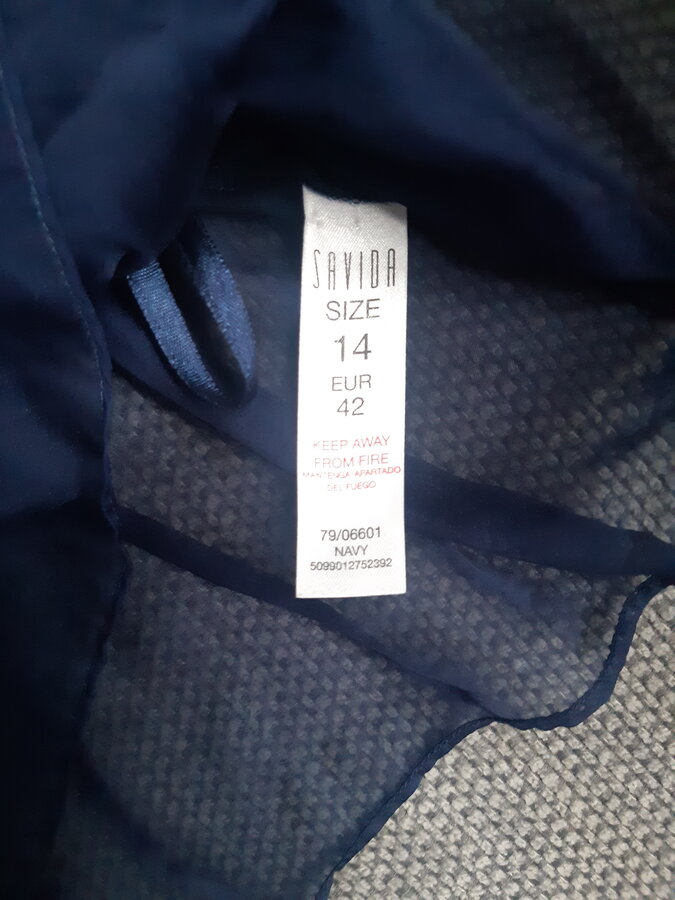 SAVIDA
SIZE
14
EUR
42
KEEP AWAY
FROM FIRE
MANTENGA APARTADO
DEL FUEGO
79/06601
NAVY
5099012752392